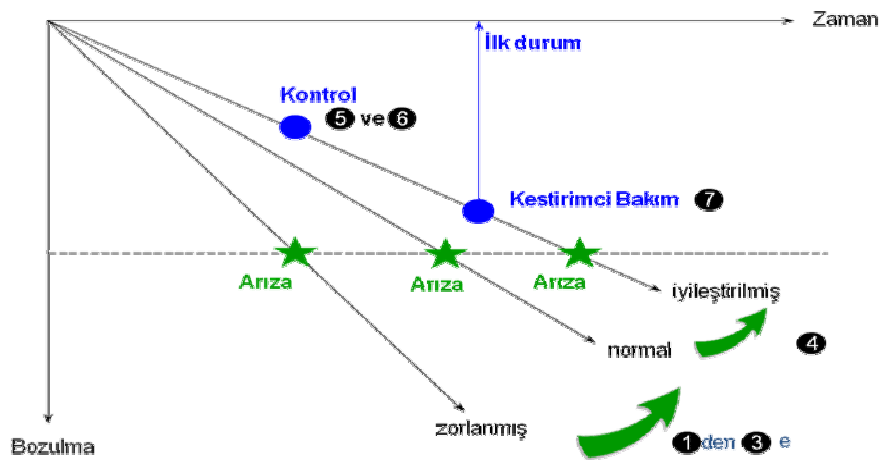 Zaman
İlk durum
Kontrol
5 ve 6
Kestirimci Bakım 7
Arıza
Arıza
Arıza
iyileştirilmiş
normal
4
zorlanmış
1 den 3 e
Bozulma